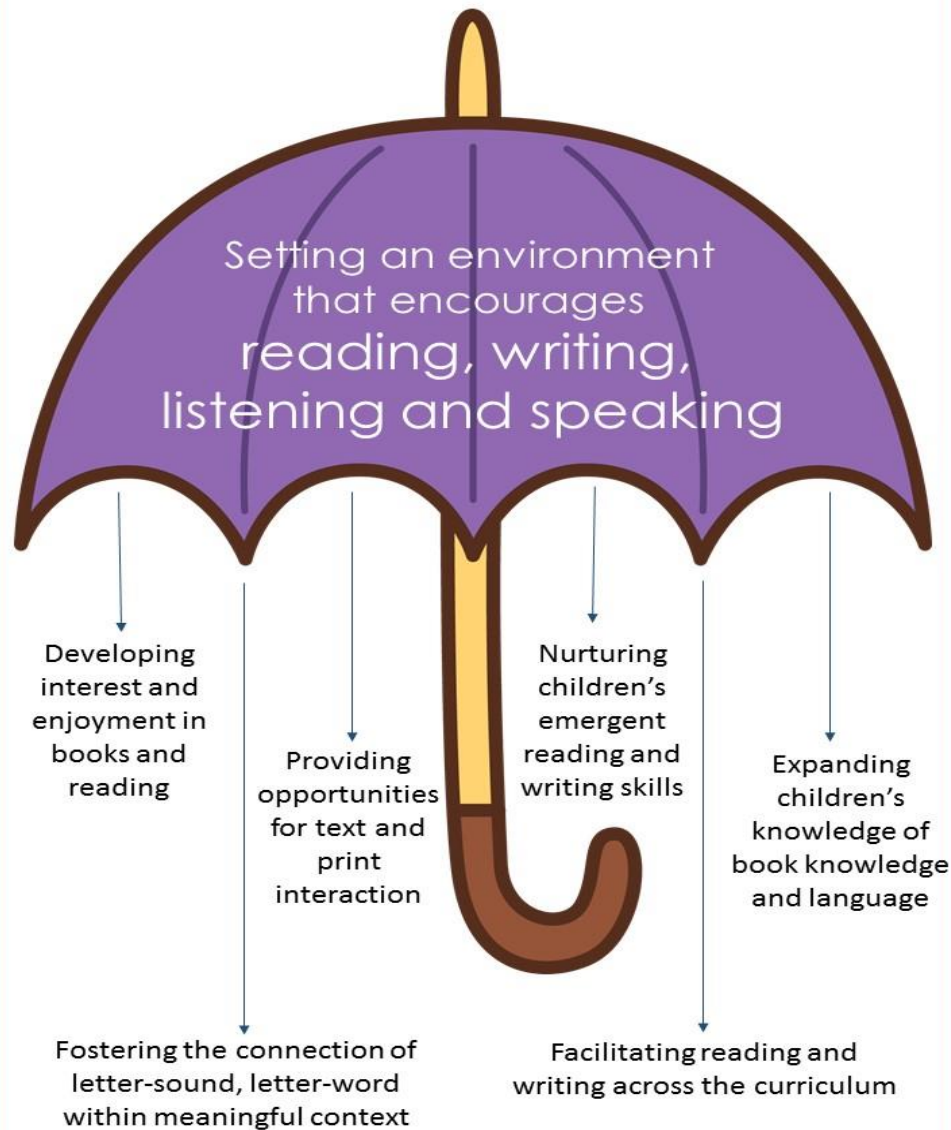 Setting an environment
that encourages
reading, writing,
listening and speaking
Developing
interest and
enjoyment in
books and
reading
Fostering the connection of
letter-sound, letter-word
within meaningful context
Providing
opportunities
for text and
print
interaction
Nurturing
children’s
emergent
reading and
writing skills
Facilitating reading and
writing across the curriculum
Expanding
children’s
knowledge of
book knowledge
and language